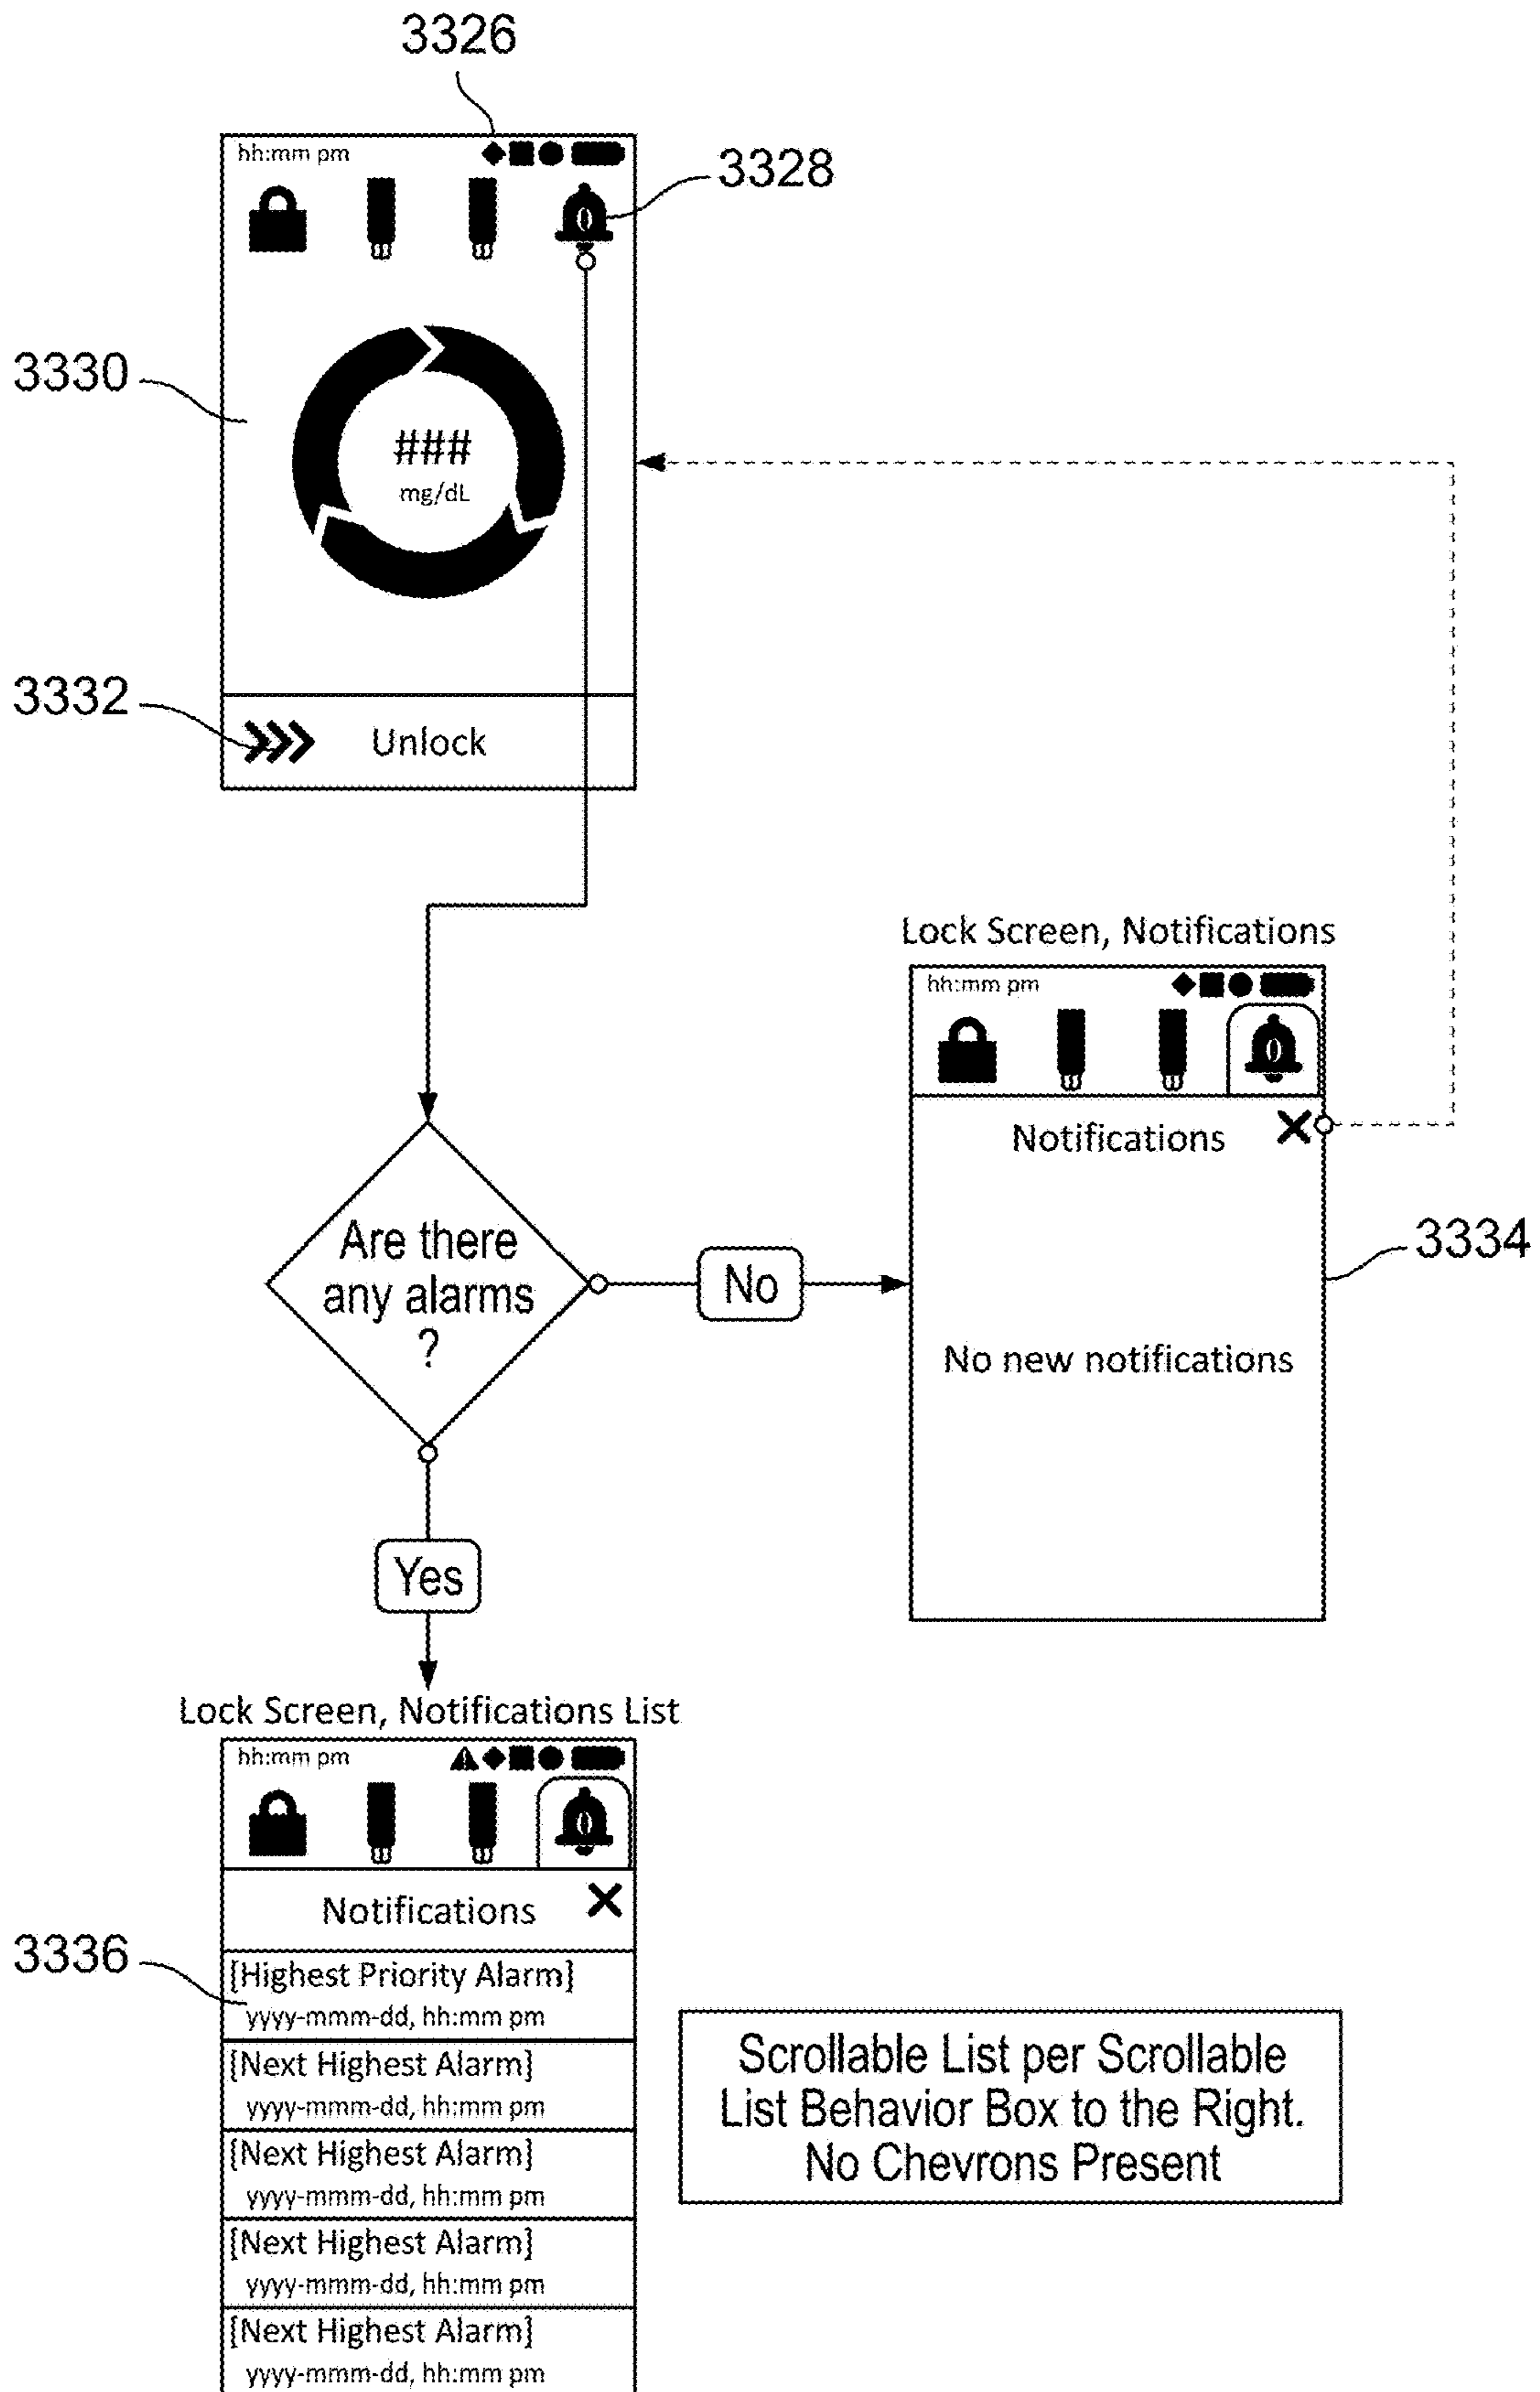 3326
hh:mm pm
3328
0
3330
###
mg/dL
3332
Unlock
Lock Screen, Notifications
hh:mm pm
0
Notifications
3334
Are there
any alarms
?
No
No new notifications
Yes
Lock Screen, Notifications List
hh:mm pm
0
Notifications
3336
[Highest Priority Alarm]
yyyy-mmm-dd, hh:mm pm
[Next Highest Alarm]
yyyy-mmm-dd, hh:mm pm
[Next Highest Alarm]
yyyy-mmm-dd, hh:mm pm
[Next Highest Alarm]
yyyy-mmm-dd, hh:mm pm
[Next Highest Alarm]
yyyy-mmm-dd, hh:mm pm
Scrollable List per Scrollable
List Behavior Box to the Right.
No Chevrons Present